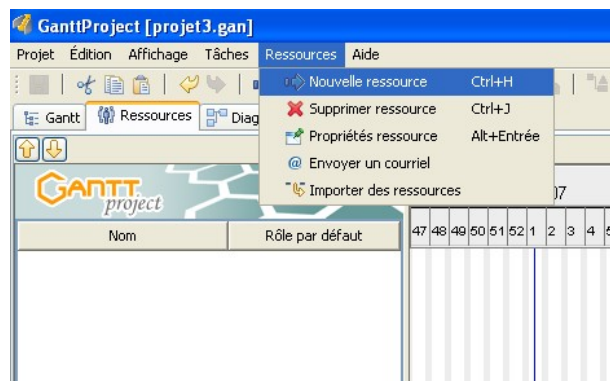 GanttProject [projet3.gan]
Projet Édition Affichage Tâches Ressources Aide
Nouvelle ressource Ctrl+H
Gantt Ressources Diag
Supprimer ressource Ctrl+J
Propriétés ressource Alt+Entrée
@ Envoyer un courriel
Importer des ressources
GANTT
project
07
Nom Rôle par défaut 47 48 49 50 51 52 1 2 3 4